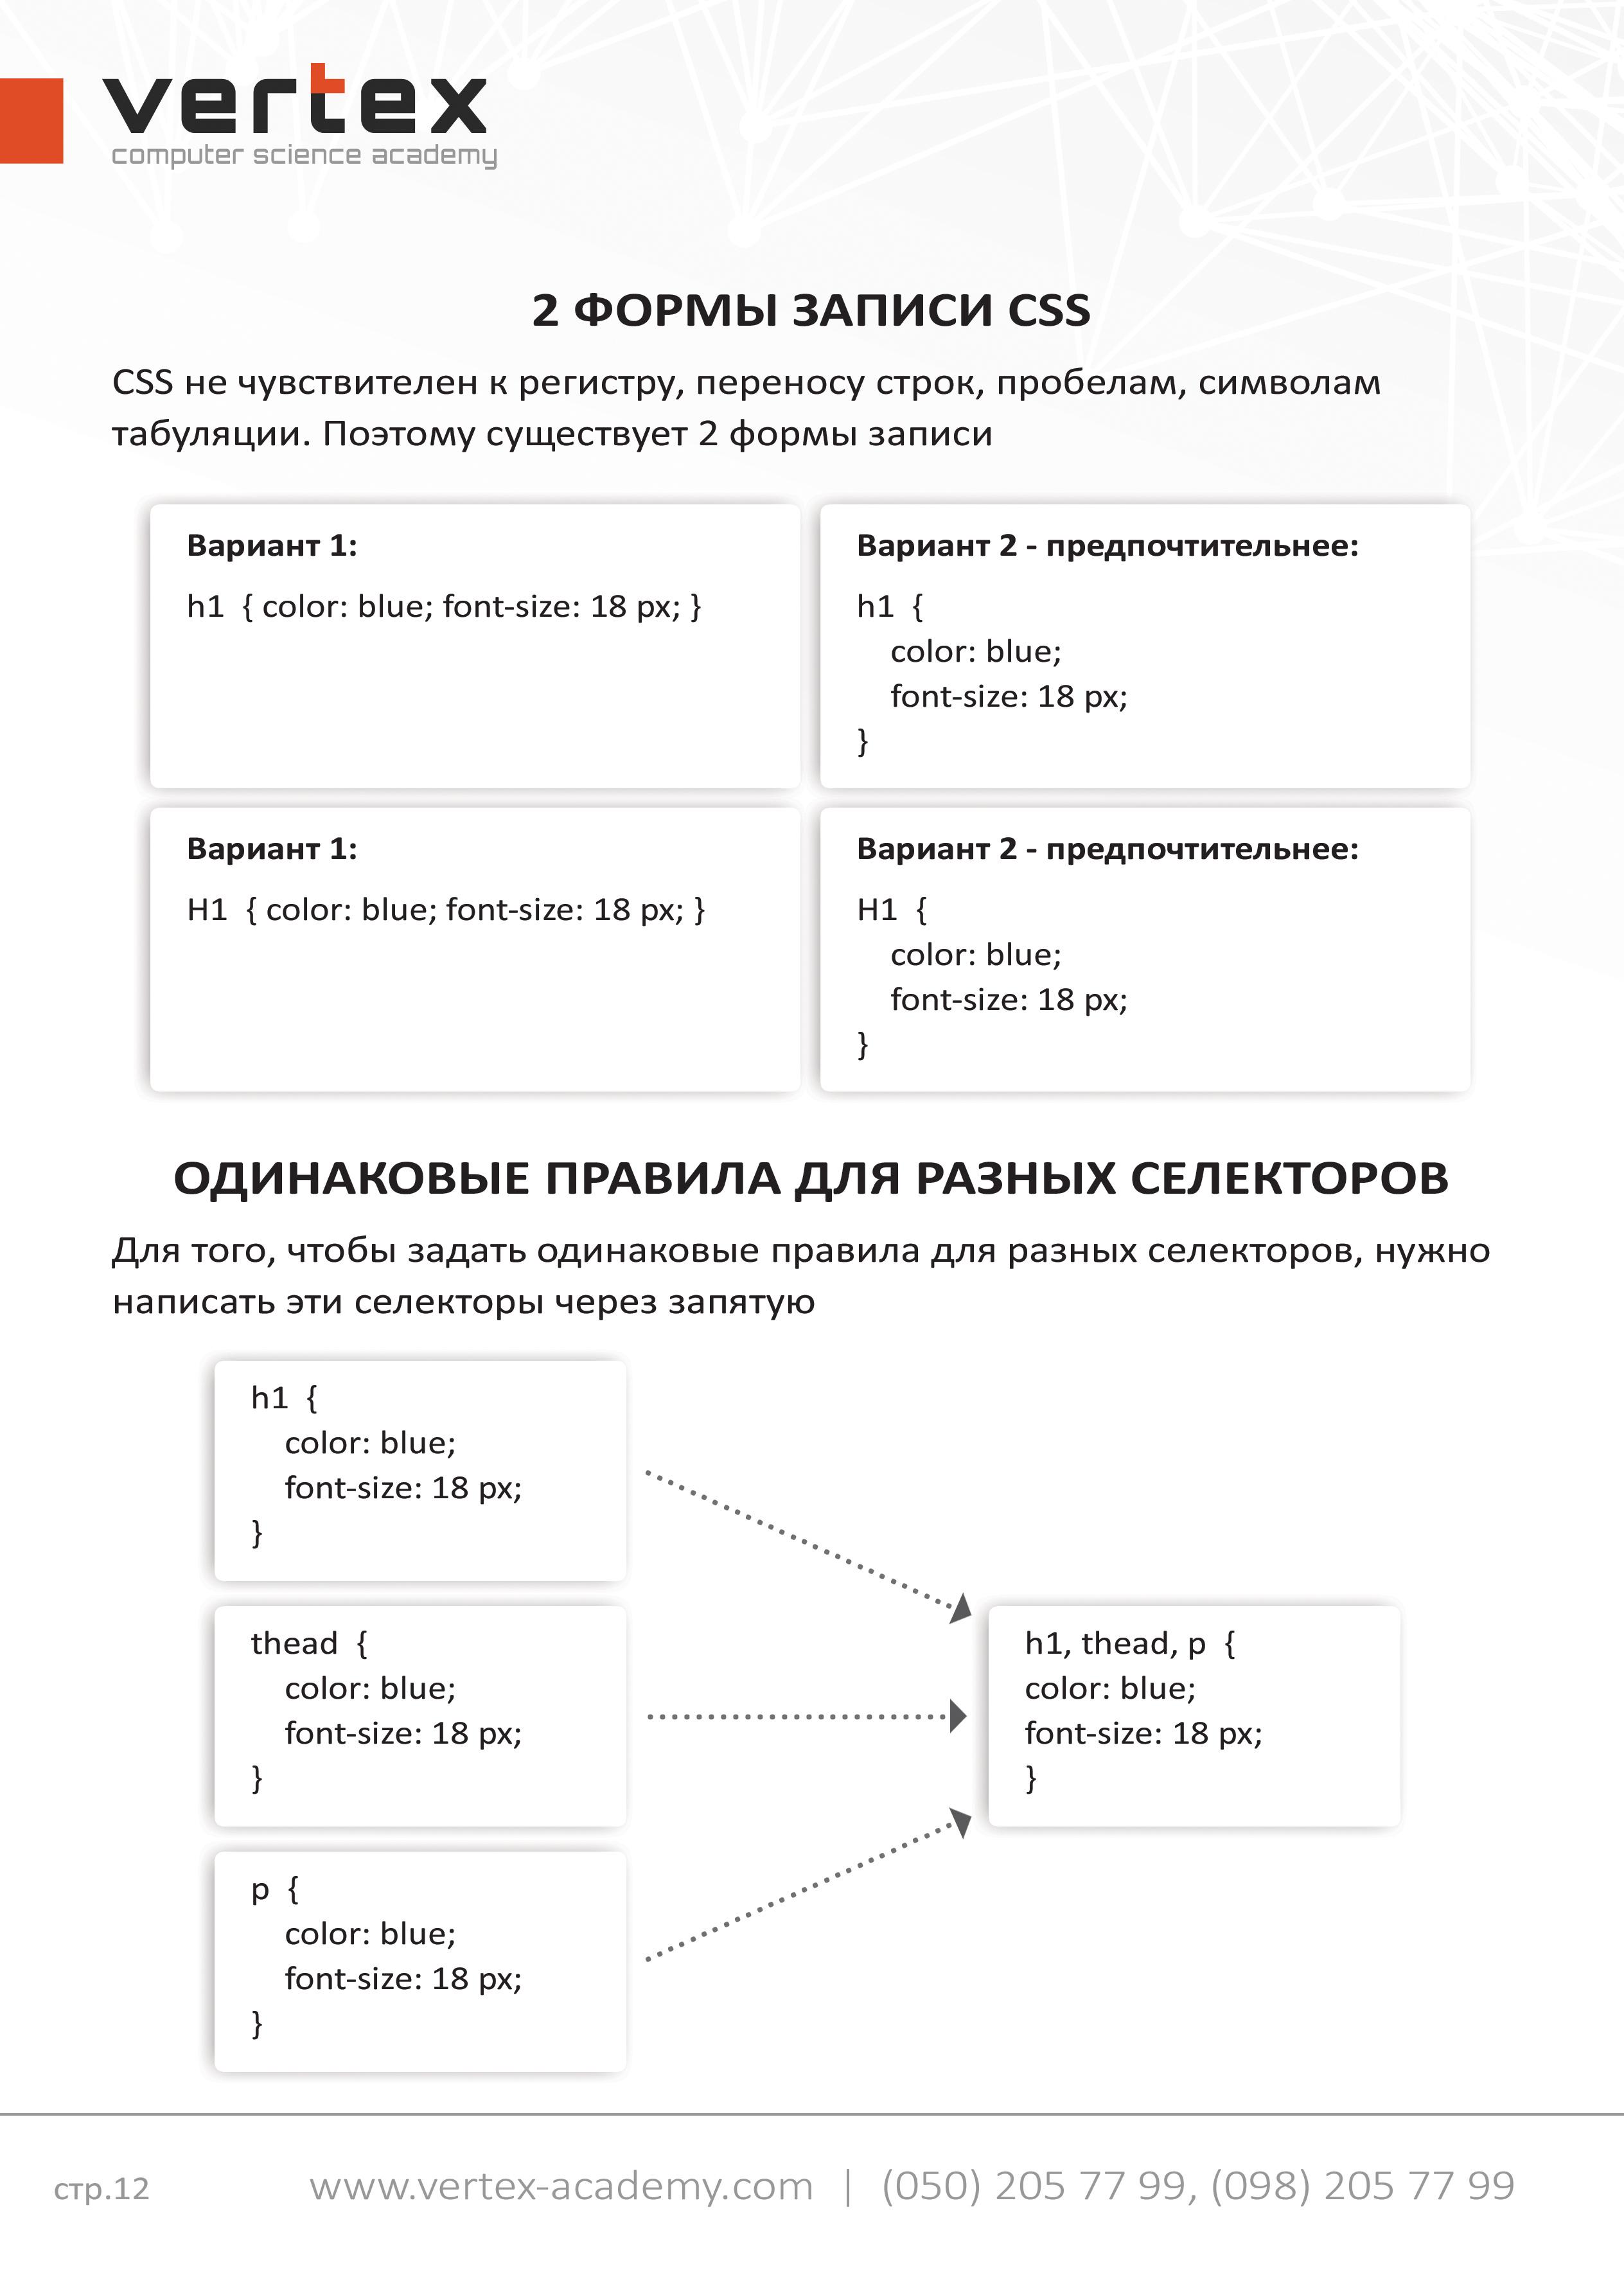 vertex
computer science academy
2 ФОРМЫ ЗАПИСИ CSS
CSS не чувствителен к регистру, переносу строк, пробелам, символам
табуляции. Поэтому существует 2 формы записи
Вариант 1:
h1 { color: blue; font-size: 18 px; }
Вариант 2 - предпочтительнее:
h1 {
color: blue;
font-size: 18 px;
}
Вариант 1:
H1 { color: blue; font-size: 18 px; }
Вариант 2 - предпочтительнее:
H1 {
color: blue;
font-size: 18 px;
}
ОДИНАКОВЫЕ ПРАВИЛА ДЛЯ РАЗНЫХ СЕЛЕКТОРОВ
Для того, чтобы задать одинаковые правила для разных селекторов, нужно
написать эти селекторы через запятую
h1 {
color: blue;
font-size: 18 px;
}
thead {
color: blue;
font-size: 18 px;
}
p {
color: blue;
font-size: 18 px;
}
h1, thead, p {
color: blue;
font-size: 18 px;
}
стр.12
www.vertex-academy.com | (050) 205 77 99, (098) 205 77 99